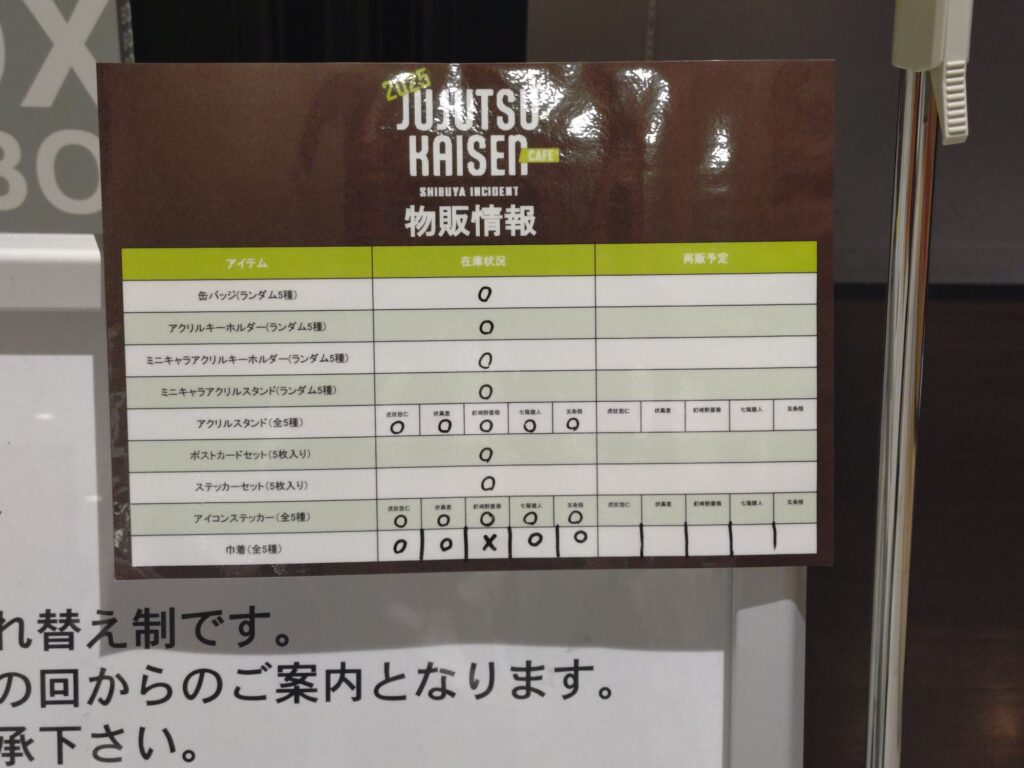 OX
BO
2025
JUJUTSU
KAISEN CAFE
SHIBUYA INCIDENT
物販情報
アイテム 在庫状況 再販予定
缶バッジ(ランダム5種) O
アクリルキーホルダー(ランダム5種) O
ミニキャラアクリルキーホルダー(ランダム5種) O
ミニキャラアクリルスタンド(ランダム5種) O
虎杖悠仁 伏黒恵 釘崎野薔薇 七海建人 五条悟 虎杖悠仁 伏黒恵 釘崎野薔薇 七海建人 五条悟
アクリルスタンド(全5種) O O O O O
ポストカードセット(5枚入り) O
ステッカーセット(5枚入り) O
虎杖悠仁 伏黒恵 釘崎野薔薇 七海建人 五条悟 虎杖悠仁 伏黒恵 釘崎野薔薇 七海建人 五条悟
アイコンステッカー(全5種) O O O O O
巾着(全5種) O O X O O
れ替え制です。
の回からのご案内となります。
承下さい。